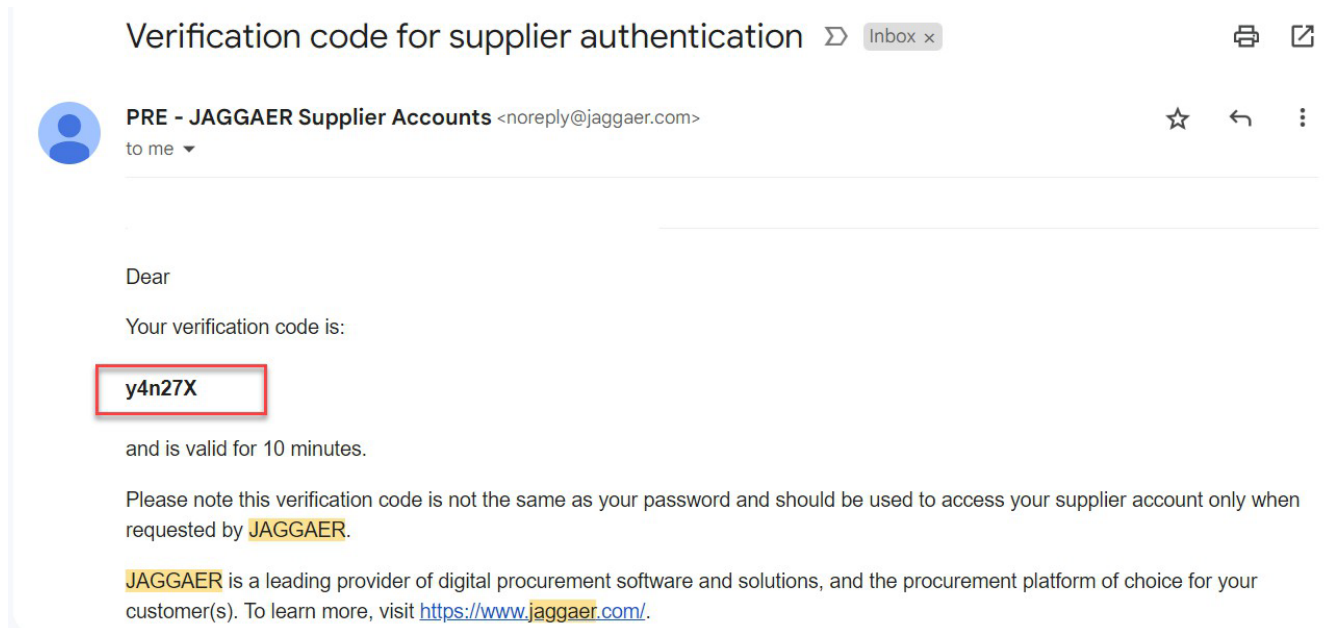 Verification code for supplier authentication Inbox ×
PRE - JAGGAER Supplier Accounts <noreply@jaggaer.com>
to me
Dear
Your verification code is:
y4n27X
and is valid for 10 minutes.
Please note this verification code is not the same as your password and should be used to access your supplier account only when
requested by JAGGAER.
JAGGAER is a leading provider of digital procurement software and solutions, and the procurement platform of choice for your
customer(s). To learn more, visit https://www.jaggaer.com/.